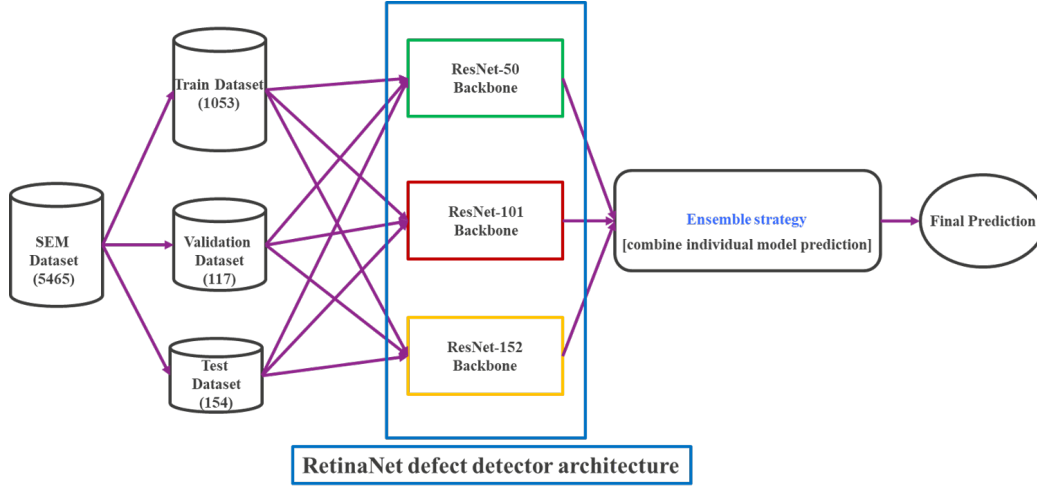 SEM
Dataset
(5465)
Train Dataset
(1053)
Validation
Dataset
(117)
Test
Dataset
(154)
ResNet-50
Backbone
ResNet-101
Backbone
ResNet-152
Backbone
RetinaNet defect detector architecture
Ensemble strategy
[combine individual model prediction]
Final Prediction